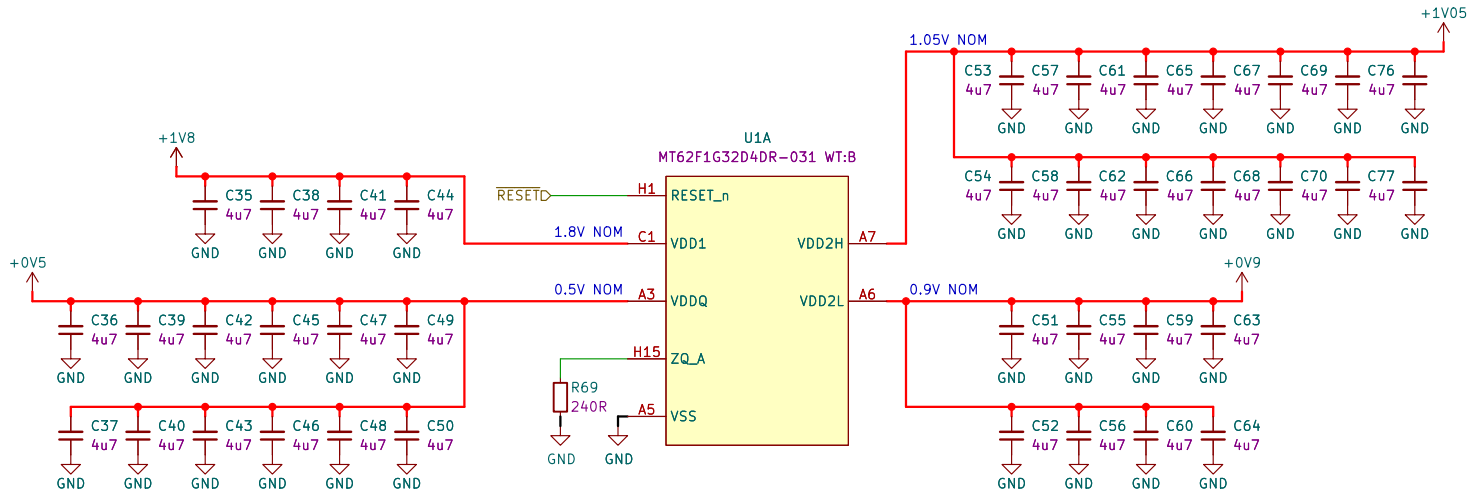 +1V05
1.05V NOM
C53 C57 C61 C65 C67 C69 C76
4u7 4u7 4u7 4u7 4u7 4u7 4u7
GND GND GND GND GND GND GND
+1V8
U1A
MT62F1G32D4DR-031 WT:B
C54 C58 C62 C66 C68 C70 C77
4u7 4u7 4u7 4u7 4u7 4u7 4u7
GND GND GND GND GND GND GND
C35 C38 C41 C44
4u7 4u7 4u7 4u7
GND GND GND GND
RESET H1 RESET_n
1.8V NOM C1 VDD1
VDD2H A7
+0V5
0.5V NOM A3 VDDQ
VDD2L A6 0.9V NOM
+0V9
C36 C39 C42 C45 C47 C49
4u7 4u7 4u7 4u7 4u7 4u7
GND GND GND GND GND GND
C51 C55 C59 C63
4u7 4u7 4u7 4u7
GND GND GND GND
H15 ZQ_A
R69
240R
GND
A5 VSS
GND
C37 C40 C43 C46 C48 C50
4u7 4u7 4u7 4u7 4u7 4u7
GND GND GND GND GND GND
C52 C56 C60 C64
4u7 4u7 4u7 4u7
GND GND GND GND